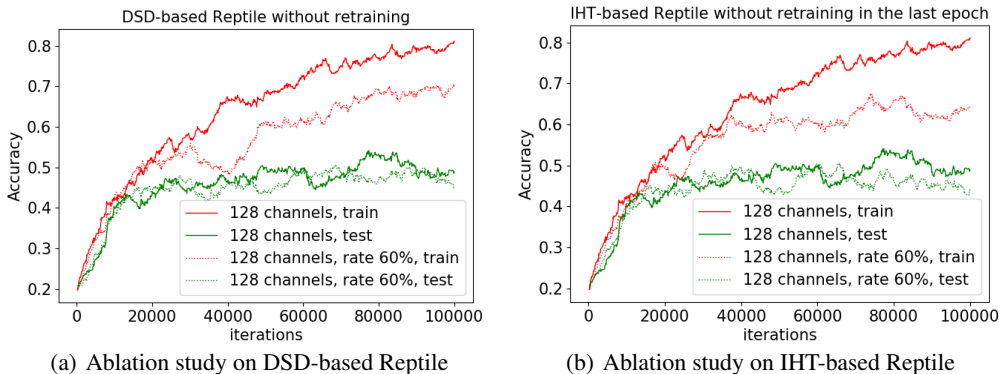 DSD-based Reptile without retraining
0.8
0.7
0.6
0.5
0.4
0.3
0.2
Accuracy
128 channels, train
128 channels, test
128 channels, rate 60%, train
128 channels, rate 60%, test
0 20000 40000 60000 80000 100000
iterations
(a) Ablation study on DSD-based Reptile
IHT-based Reptile without retraining in the last epoch
0.8
0.7
0.6
0.5
0.4
0.3
0.2
Accuracy
128 channels, train
128 channels, test
128 channels, rate 60%, train
128 channels, rate 60%, test
0 20000 40000 60000 80000 100000
iterations
(b) Ablation study on IHT-based Reptile